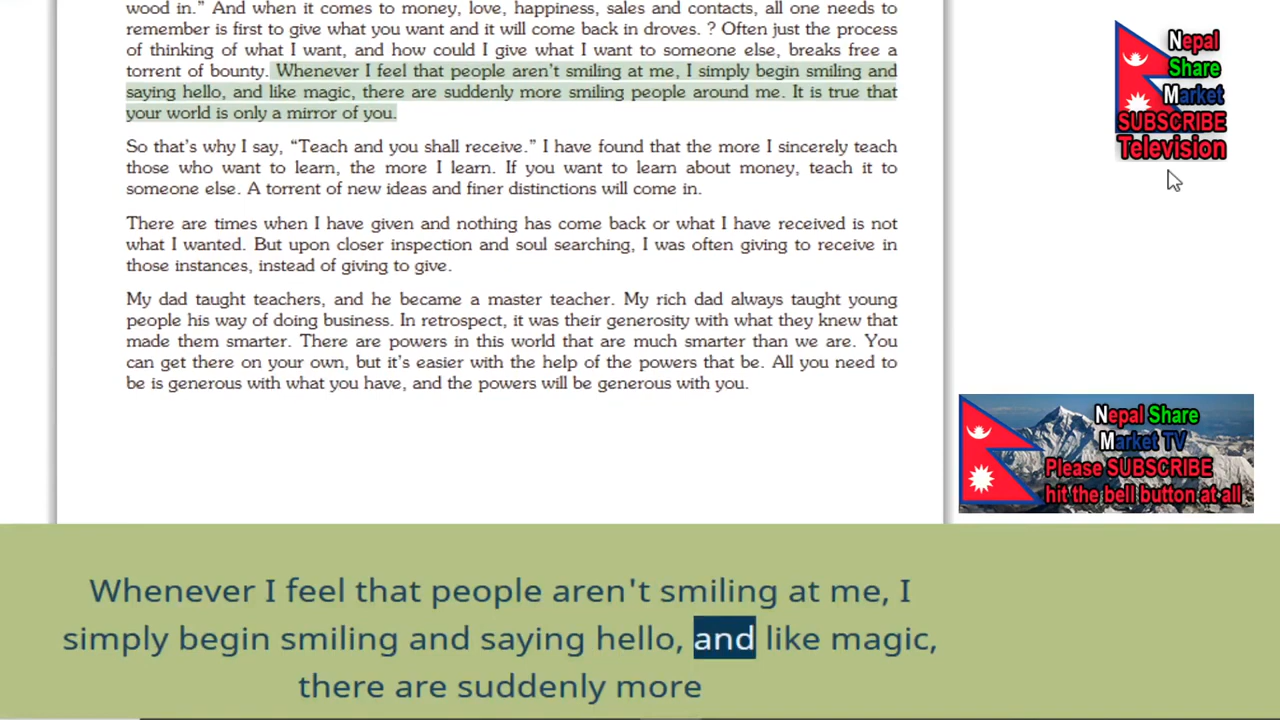 wood in.” And when it comes to money, love, happiness, sales and contacts, all one needs to
remember is first to give what you want and it will come back in droves. ? Often just the process
of thinking of what I want, and how could I give what I want to someone else, breaks free a
torrent of bounty. Whenever I feel that people aren’t smiling at me, I simply begin smiling and
saying hello, and like magic, there are suddenly more smiling people around me. It is true that
your world is only a mirror of you.
So that’s why I say, “Teach and you shall receive.” I have found that the more I sincerely teach
those who want to learn, the more I learn. If you want to learn about money, teach it to
someone else. A torrent of new ideas and finer distinctions will come in.
There are times when I have given and nothing has come back or what I have received is not
what I wanted. But upon closer inspection and soul searching, I was often giving to receive in
those instances, instead of giving to give.
My dad taught teachers, and he became a master teacher. My rich dad always taught young
people his way of doing business. In retrospect, it was their generosity with what they knew that
made them smarter. There are powers in this world that are much smarter than we are. You
can get there on your own, but it’s easier with the help of the powers that be. All you need to
be is generous with what you have, and the powers will be generous with you.
Nepal
Share
Market
SUBSCRIBE
Television
Nepal Share
Market TV
Please SUBSCRIBE
hit the bell button at all
Whenever I feel that people aren't smiling at me, I
simply begin smiling and saying hello, and like magic,
there are suddenly more